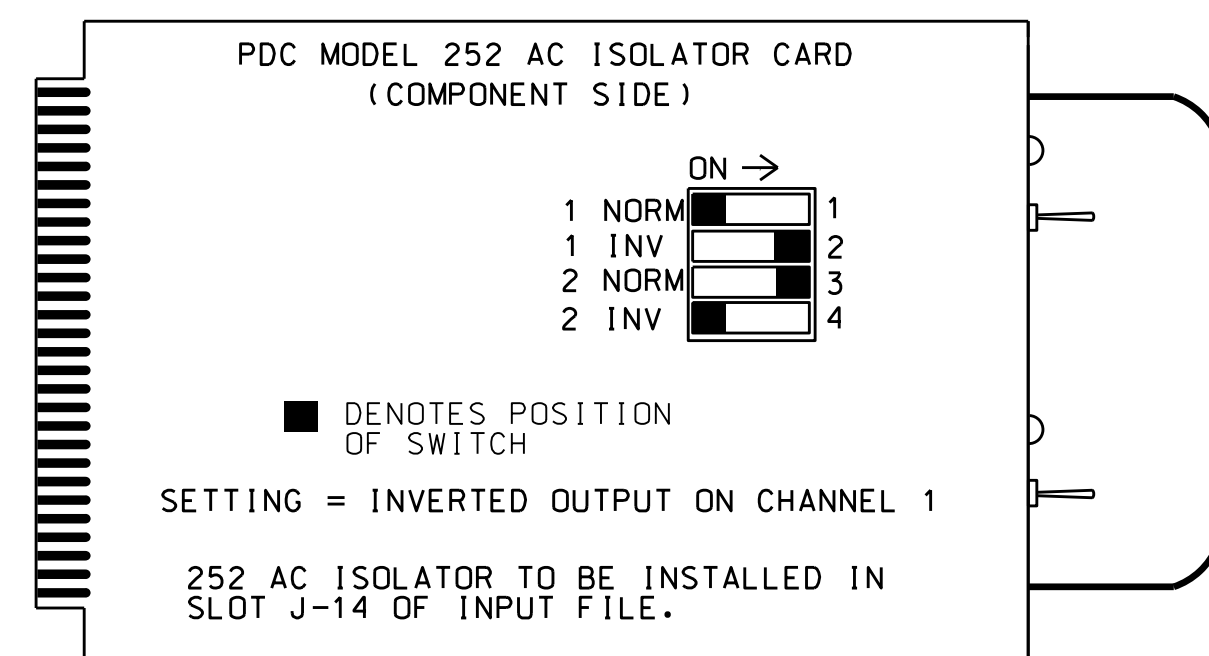 PDC MODEL 252 AC ISOLATOR CARD
(COMPONENT SIDE)
ON →
1 NORM 1
1 INV 2
2 NORM 3
2 INV 4
DENOTES POSITION
OF SWITCH
SETTING = INVERTED OUTPUT ON CHANNEL 1
252 AC ISOLATOR TO BE INSTALLED IN
SLOT J-14 OF INPUT FILE.